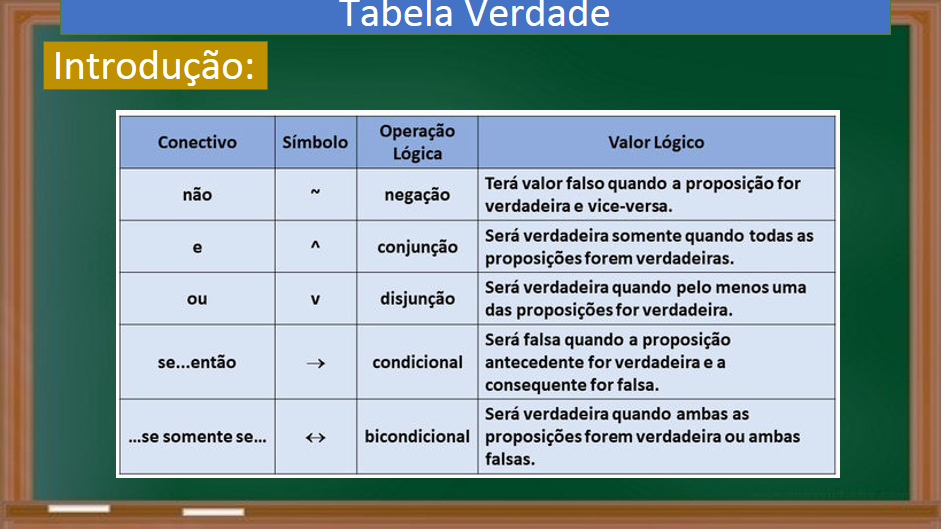 Tabela Verdade
Introdução:
Conectivo Símbolo Operação Lógica Valor Lógico
não ~ negação Terá valor falso quando a proposição for
verdadeira e vice-versa.
e ^ conjunção Será verdadeira somente quando todas as
proposições forem verdadeiras.
ou v disjunção Será verdadeira quando pelo menos uma
das proposições for verdadeira.
se...então → condicional Será falsa quando a proposição
antecedente for verdadeira e a
consequente for falsa.
...se somente se... ↔ bicondicional Será verdadeira quando ambas as
proposições forem verdadeira ou ambas
falsas.